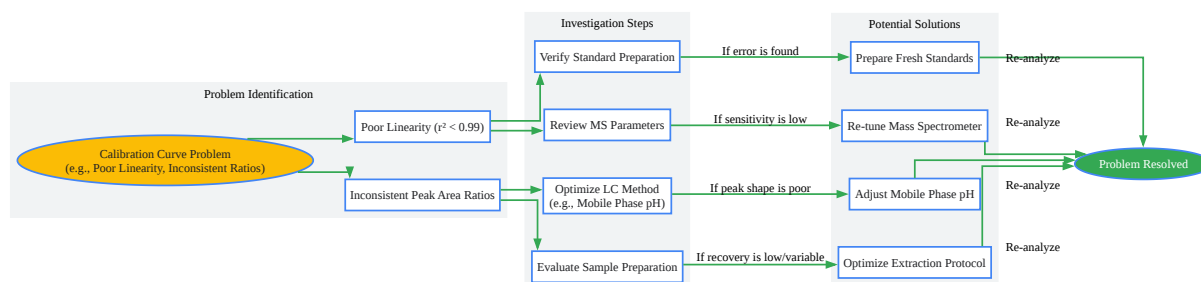 Problem Identification
Calibration Curve Problem
(e.g., Poor Linearity, Inconsistent Ratios)
Poor Linearity (r² < 0.99)
Inconsistent Peak Area Ratios
Investigation Steps
Verify Standard Preparation
Review MS Parameters
Optimize LC Method
(e.g., Mobile Phase pH)
Evaluate Sample Preparation
If error is found
If sensitivity is low
If peak shape is poor
If recovery is low/variable
Potential Solutions
Prepare Fresh Standards
Re-tune Mass Spectrometer
Adjust Mobile Phase pH
Optimize Extraction Protocol
Re-analyze
Re-analyze
Re-analyze
Re-analyze
Problem Resolved